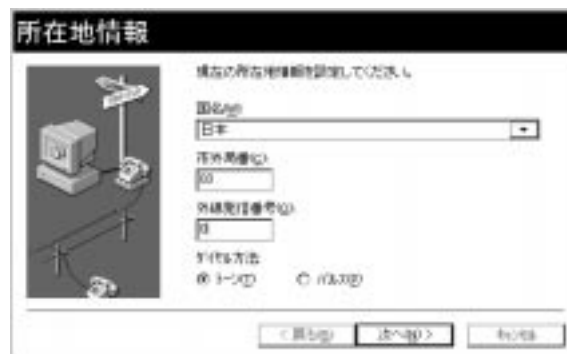 所在地情報
現在の所在地情報を設定してください。
国名(W)
日本
市外局番(C)
外線発信番号(O)
ダイヤル方法
トーン(T) パルス(P)
< 戻る(B) 次へ(N) > キャンセル